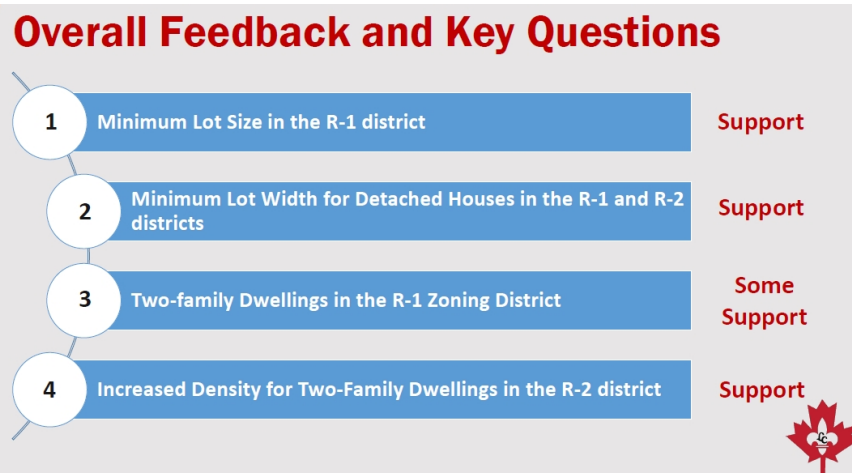 Overall Feedback and Key Questions
1
Minimum Lot Size in the R-1 district
Support
2
Minimum Lot Width for Detached Houses in the R-1 and R-2
districts
Support
3
Two-family Dwellings in the R-1 Zoning District
Some
Support
4
Increased Density for Two-Family Dwellings in the R-2 district
Support